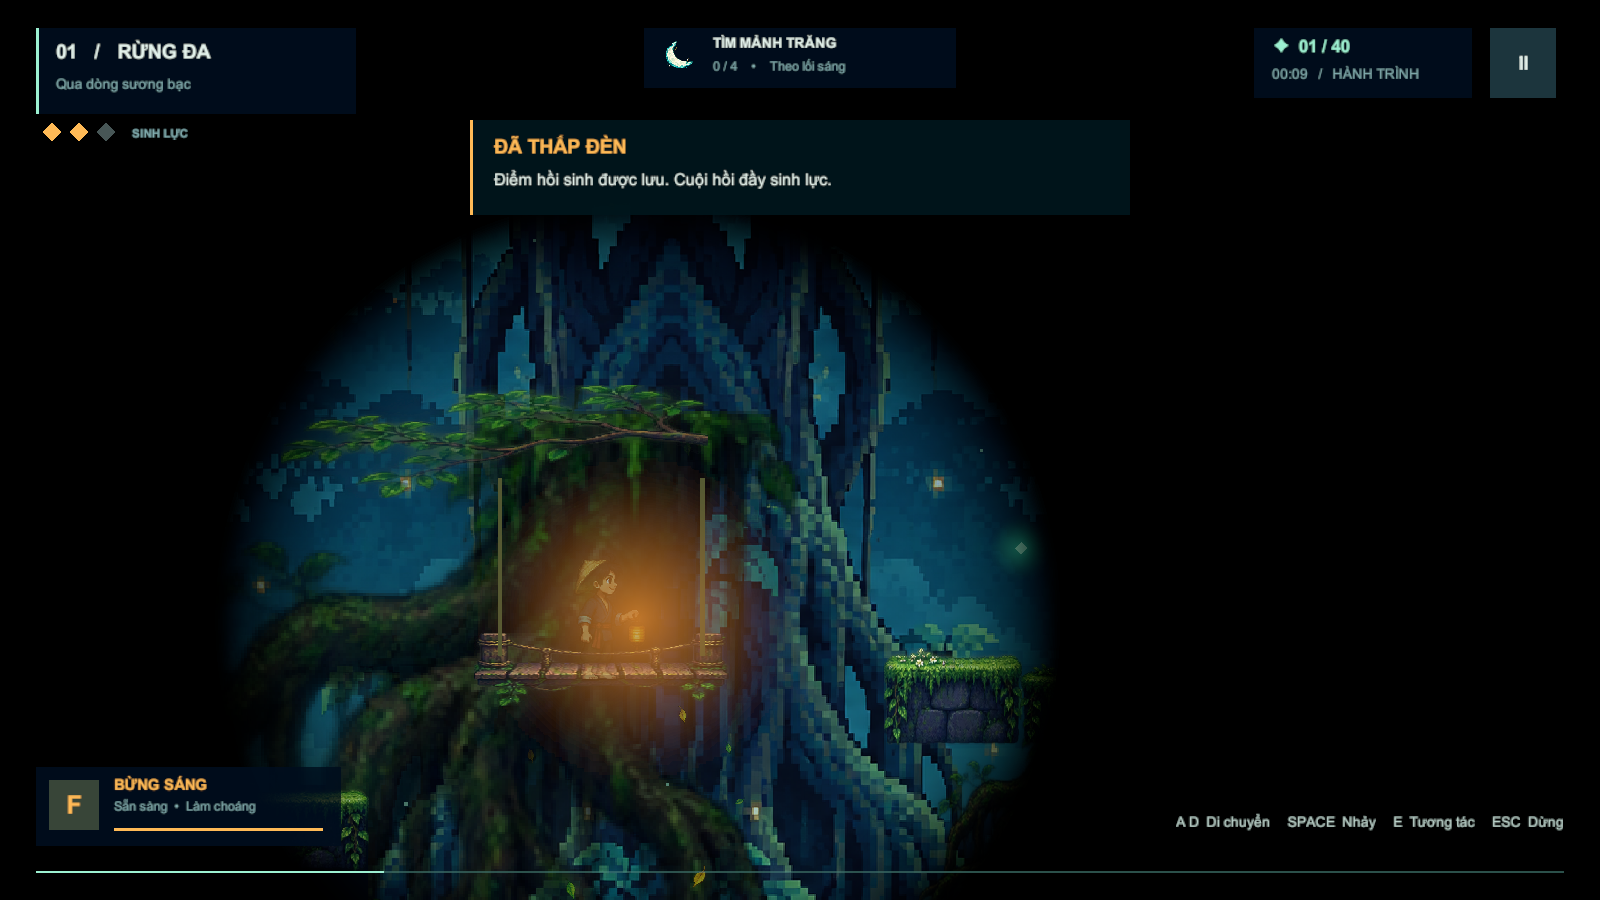 01 / RỪNG ĐA
Qua dòng sương bạc
SINH LỰC
TÌM MẢNH TRĂNG
0 / 4 • Theo lối sáng
01 / 40
00:09 / HÀNH TRÌNH
ĐÃ THẮP ĐÈN
Điểm hồi sinh được lưu. Cuội hồi đầy sinh lực.
F
BỪNG SÁNG
Sẵn sàng • Làm choáng
A D Di chuyển SPACE Nhảy E Tương tác ESC Dừng